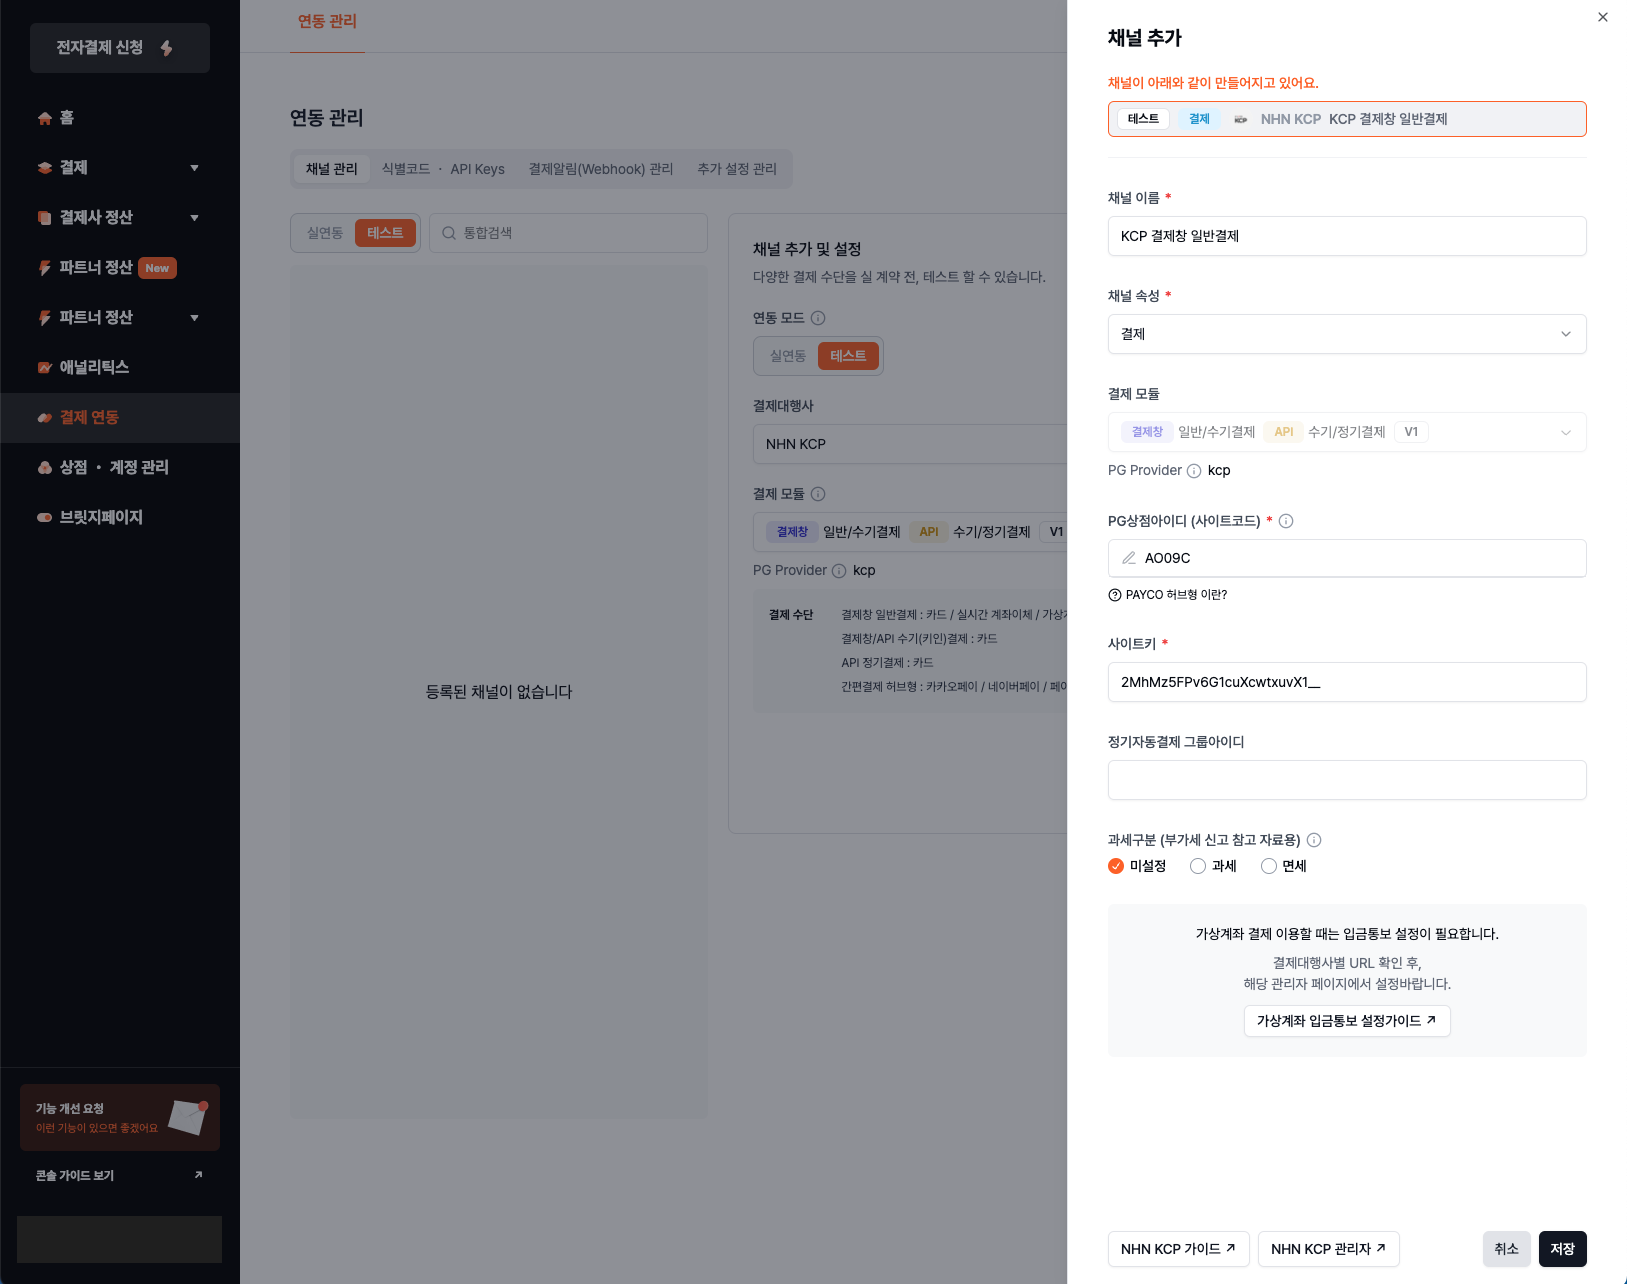 전자결제 신청
홈
결제
결제사 정산
파트너 정산 New
파트너 정산
애널리틱스
결제 연동
상점 · 계정 관리
브릿지페이지
기능 개선 요청
이런 기능이 있으면 좋겠어요
콘솔 가이드 보기
연동 관리
연동 관리
채널 관리 식별코드 · API Keys 결제알림(Webhook) 관리 추가 설정 관리
실연동 테스트 통합검색
등록된 채널이 없습니다
채널 추가 및 설정
다양한 결제 수단을 실 계약 전, 테스트 할 수 있습니다.
연동 모드
실연동 테스트
결제대행사
NHN KCP
결제 모듈
결제창 일반/수기결제 API 수기/정기결제 V1
PG Provider kcp
결제 수단 결제창 일반결제 : 카드 / 실시간 계좌이체 /
결제창/API 수기(키인)결제 : 카드
API 정기결제 : 카드
간편결제 허브형 : 카카오페이 / 네이버페이 /
채널 추가
채널이 아래와 같이 만들어지고 있어요.
테스트 결제 NHN KCP KCP 결제창 일반결제
채널 이름 *
KCP 결제창 일반결제
채널 속성 *
결제
결제 모듈
결제창 일반/수기결제 API 수기/정기결제 V1
PG Provider kcp
PG상점아이디 (사이트코드) *
AO09C
PAYCO 허브형 이란?
사이트키 *
2MhMz5FPv6G1cuXcwtxuvX1__
정기자동결제 그룹아이디
과세구분 (부가세 신고 참고 자료용)
미설정 과세 면세
가상계좌 결제 이용할 때는 입금통보 설정이 필요합니다.
결제대행사별 URL 확인 후,
해당 관리자 페이지에서 설정바랍니다.
가상계좌 입금통보 설정가이드
NHN KCP 가이드 NHN KCP 관리자 취소 저장